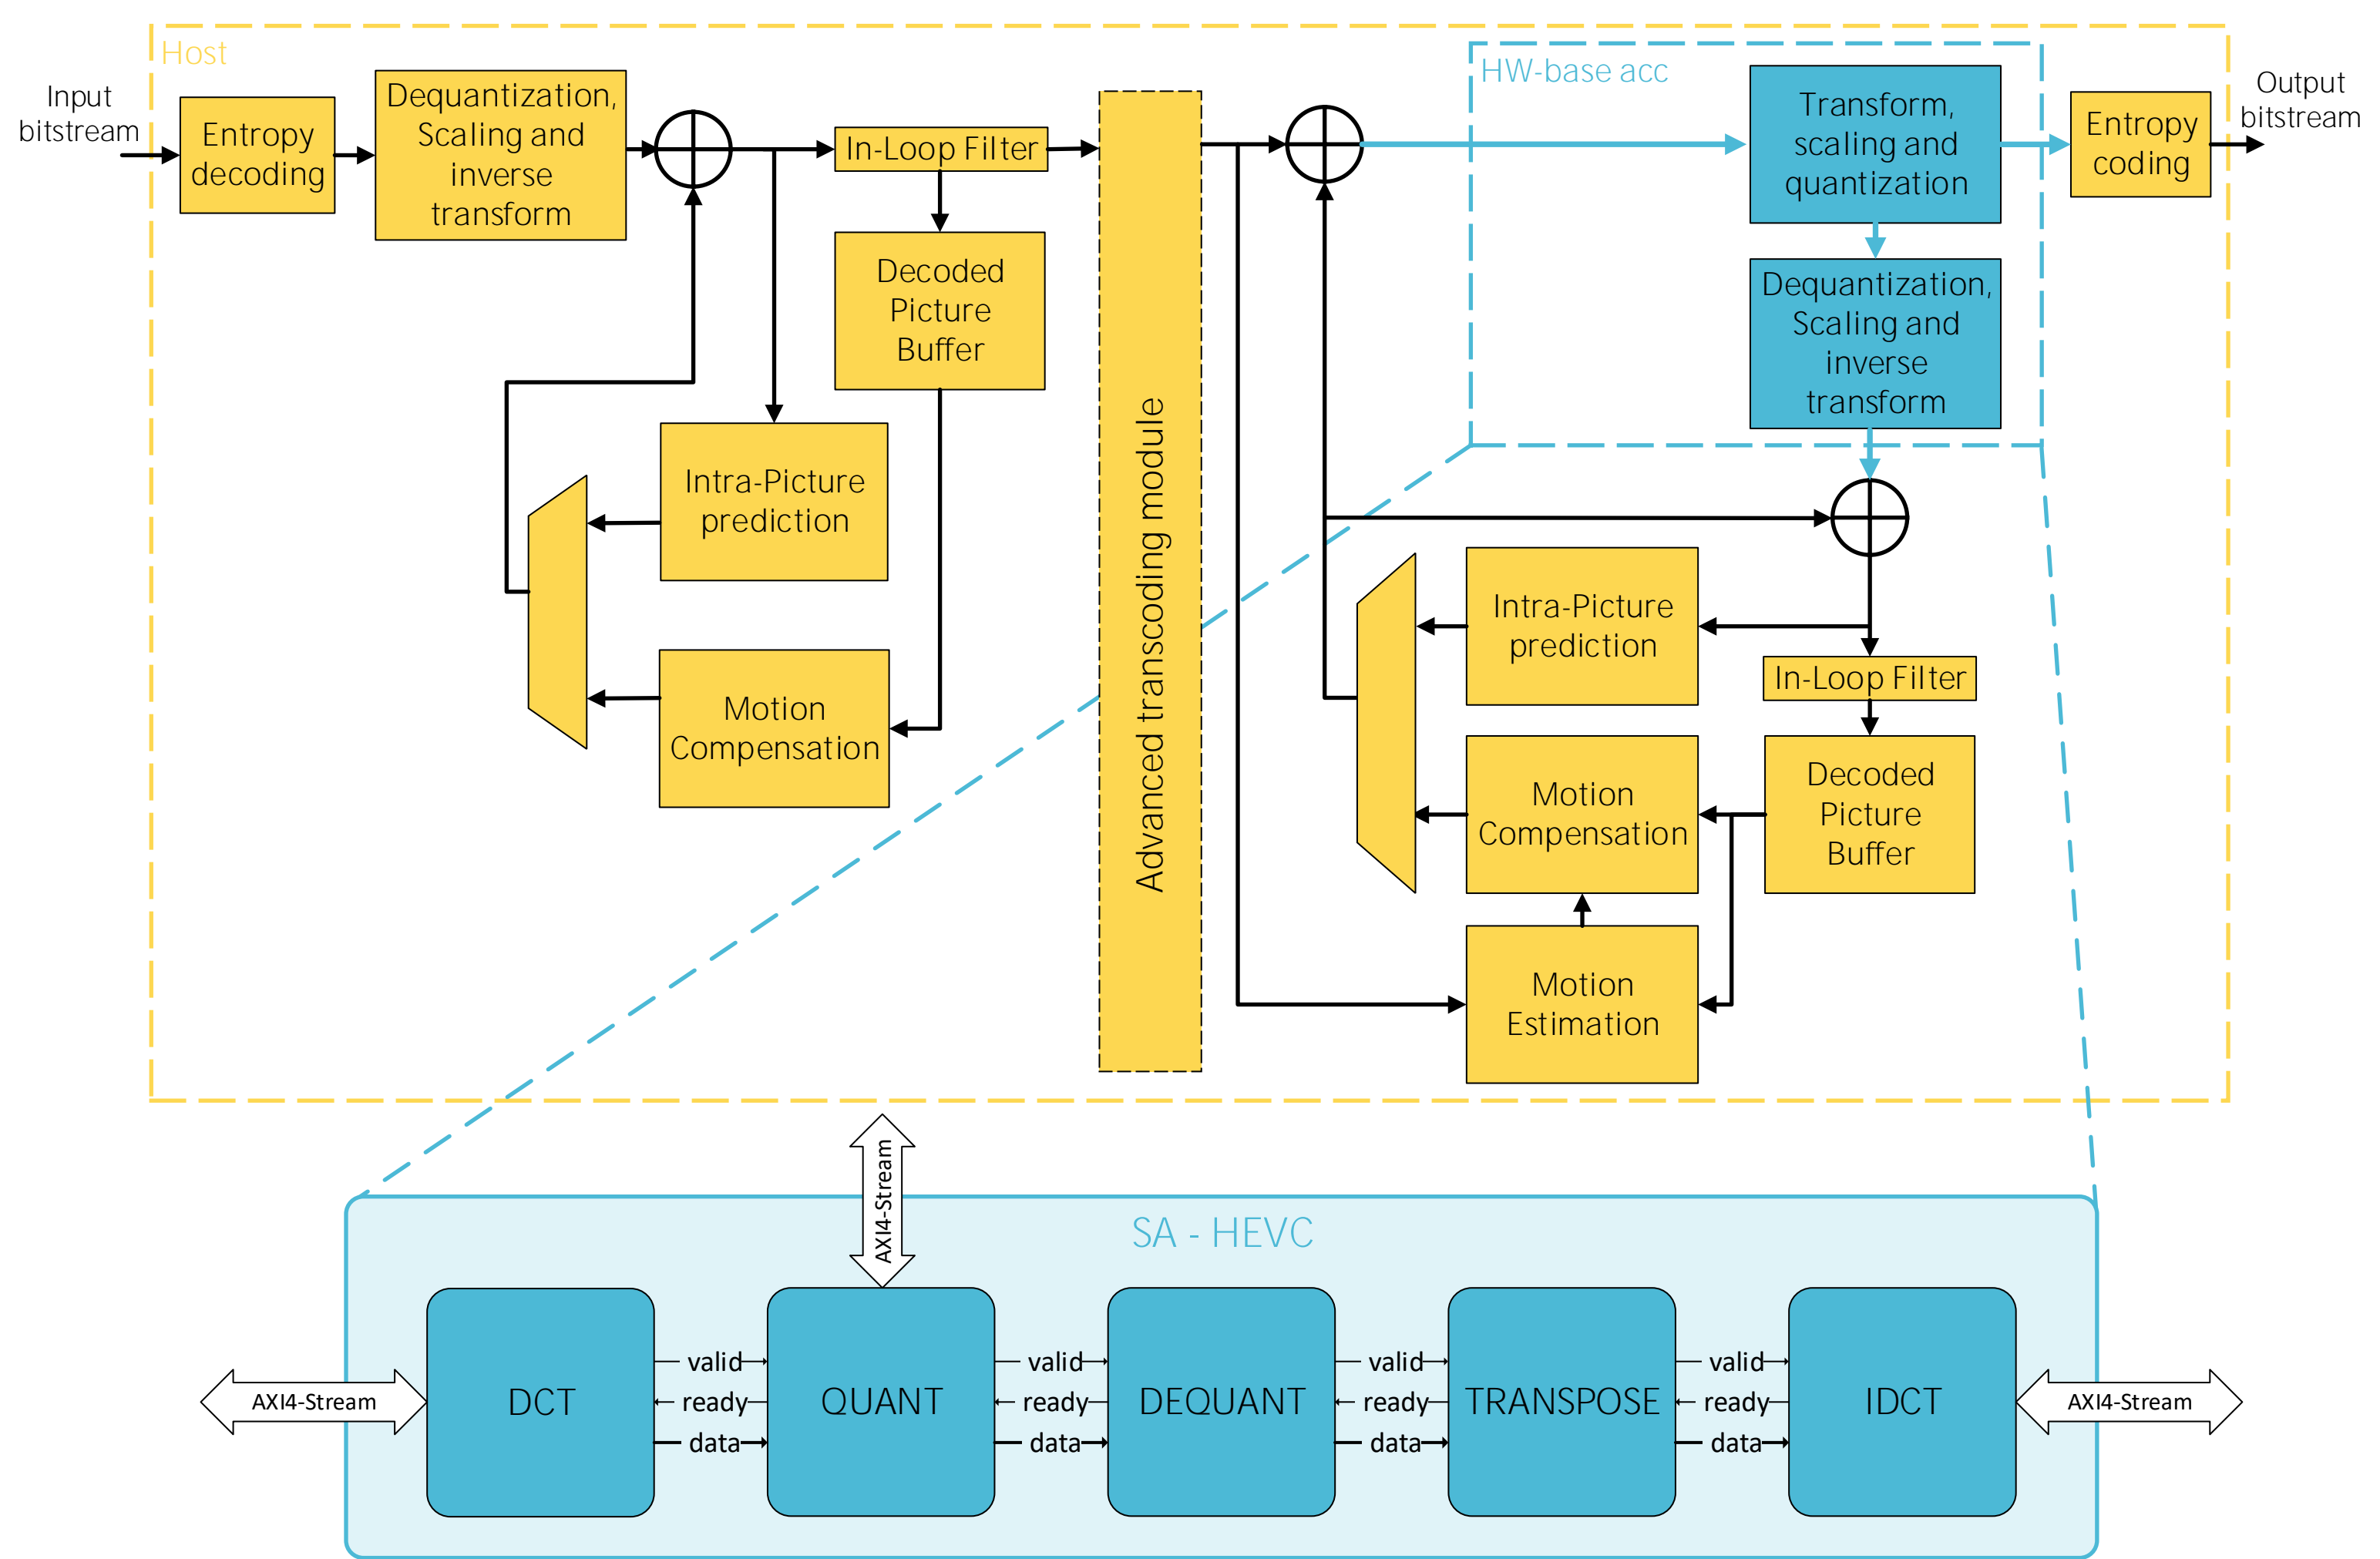 Host
HW-base acc
Input
bitstream
Entropy
decoding
Dequantization,
Scaling and
inverse
transform
In-Loop Filter
Decoded
Picture
Buffer
Intra-Picture
prediction
Motion
Compensation
Advanced transcoding module
Transform,
scaling and
quantization
Entropy
coding
Output
bitstream
Dequantization,
Scaling and
inverse
transform
Intra-Picture
prediction
In-Loop Filter
Motion
Compensation
Decoded
Picture
Buffer
Motion
Estimation
AXI4-Stream
SA - HEVC
AXI4-Stream
DCT
valid
ready
data
QUANT
valid
ready
data
DEQUANT
valid
ready
data
TRANSPOSE
valid
ready
data
IDCT
AXI4-Stream